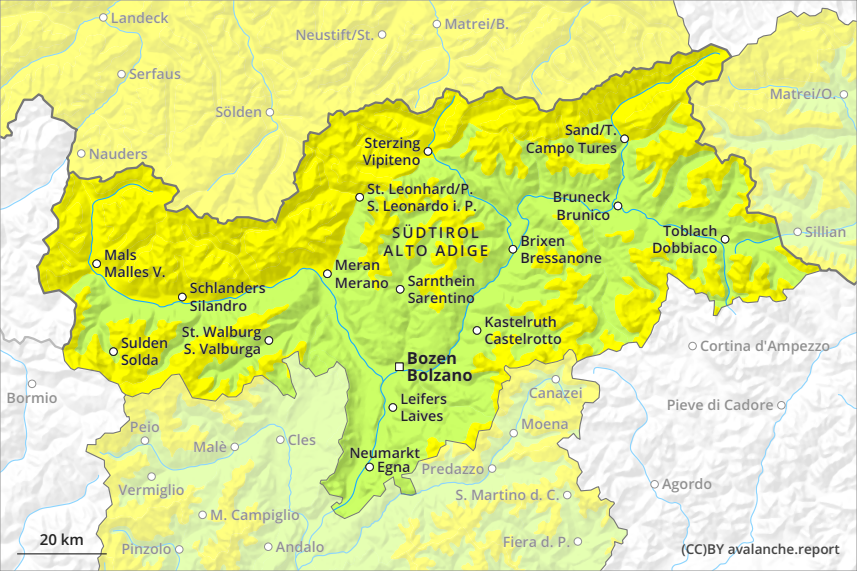 Landeck
Matrei/B.
Neustift/St.
Serfaus
Matrei/O.
Sölden
Sand/T.
Campo Tures
Sterzing
Vipiteno
Nauders
St. Leonhard/P.
S. Leonardo i. P.
Bruneck
Brunico
SÜDTIROL
ALTO ADIGE
Toblach
Dobbiaco
Sillian
Brixen
Bressanone
Mals
Malles V.
Meran
Merano
Sarnthein
Sarentino
Schlanders
Silandro
Kastelruth
Castelrotto
St. Walburg
S. Valburga
Sulden
Solda
Cortina d'Ampezzo
Bozen
Bolzano
Bormio
Canazei
Leifers
Laives
Pieve di Cadore
Peio
Moena
Cles
Malè
Neumarkt
Egna
Predazzo
Vermiglio
Agordo
S. Martino d. C.
M. Campiglio
20 km
Pinzolo
Andalo
Fiera d. P.
(CC)BY avalanche.report